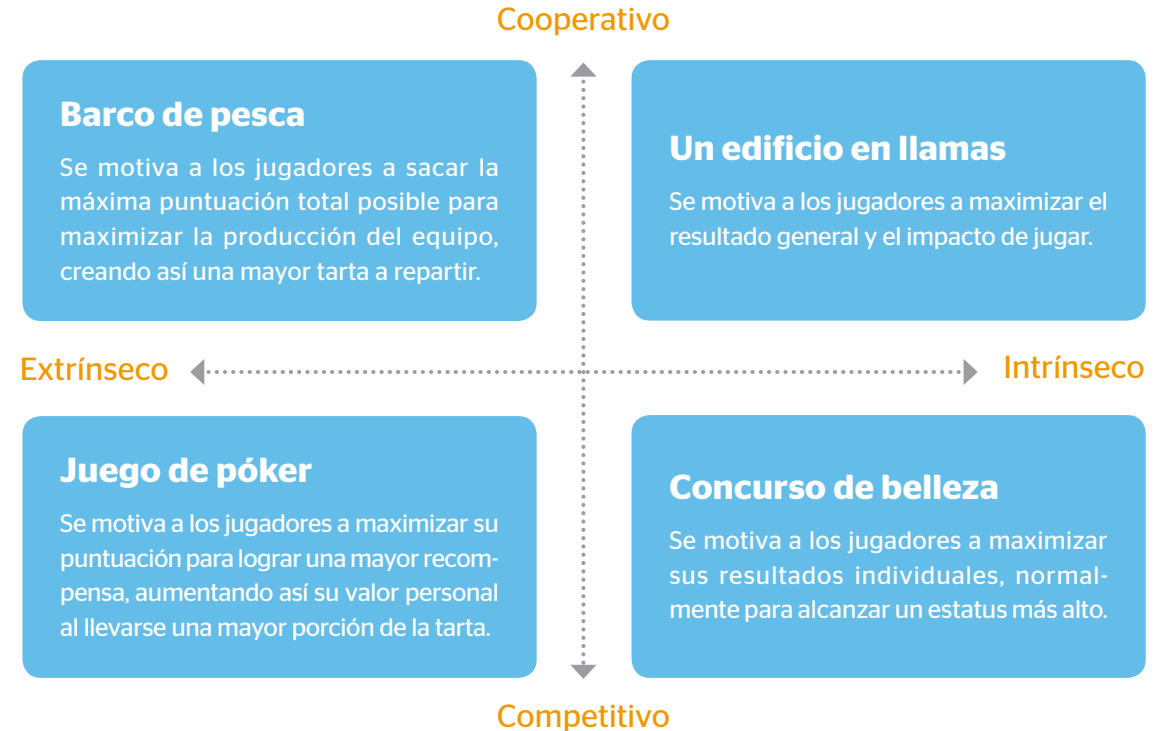 Cooperativo
Barco de pesca
Se motiva a los jugadores a sacar la
máxima puntuación total posible para
maximizar la producción del equipo,
creando así una mayor tarta a repartir.
Un edificio en llamas
Se motiva a los jugadores a maximizar el
resultado general y el impacto de jugar.
Extrínseco
Intrínseco
Juego de póker
Se motiva a los jugadores a maximizar su
puntuación para lograr una mayor recom-
pensa, aumentando así su valor personal
al llevarse una mayor porción de la tarta.
Concurso de belleza
Se motiva a los jugadores a maximizar
sus resultados individuales, normal-
mente para alcanzar un estatus más alto.
Competitivo